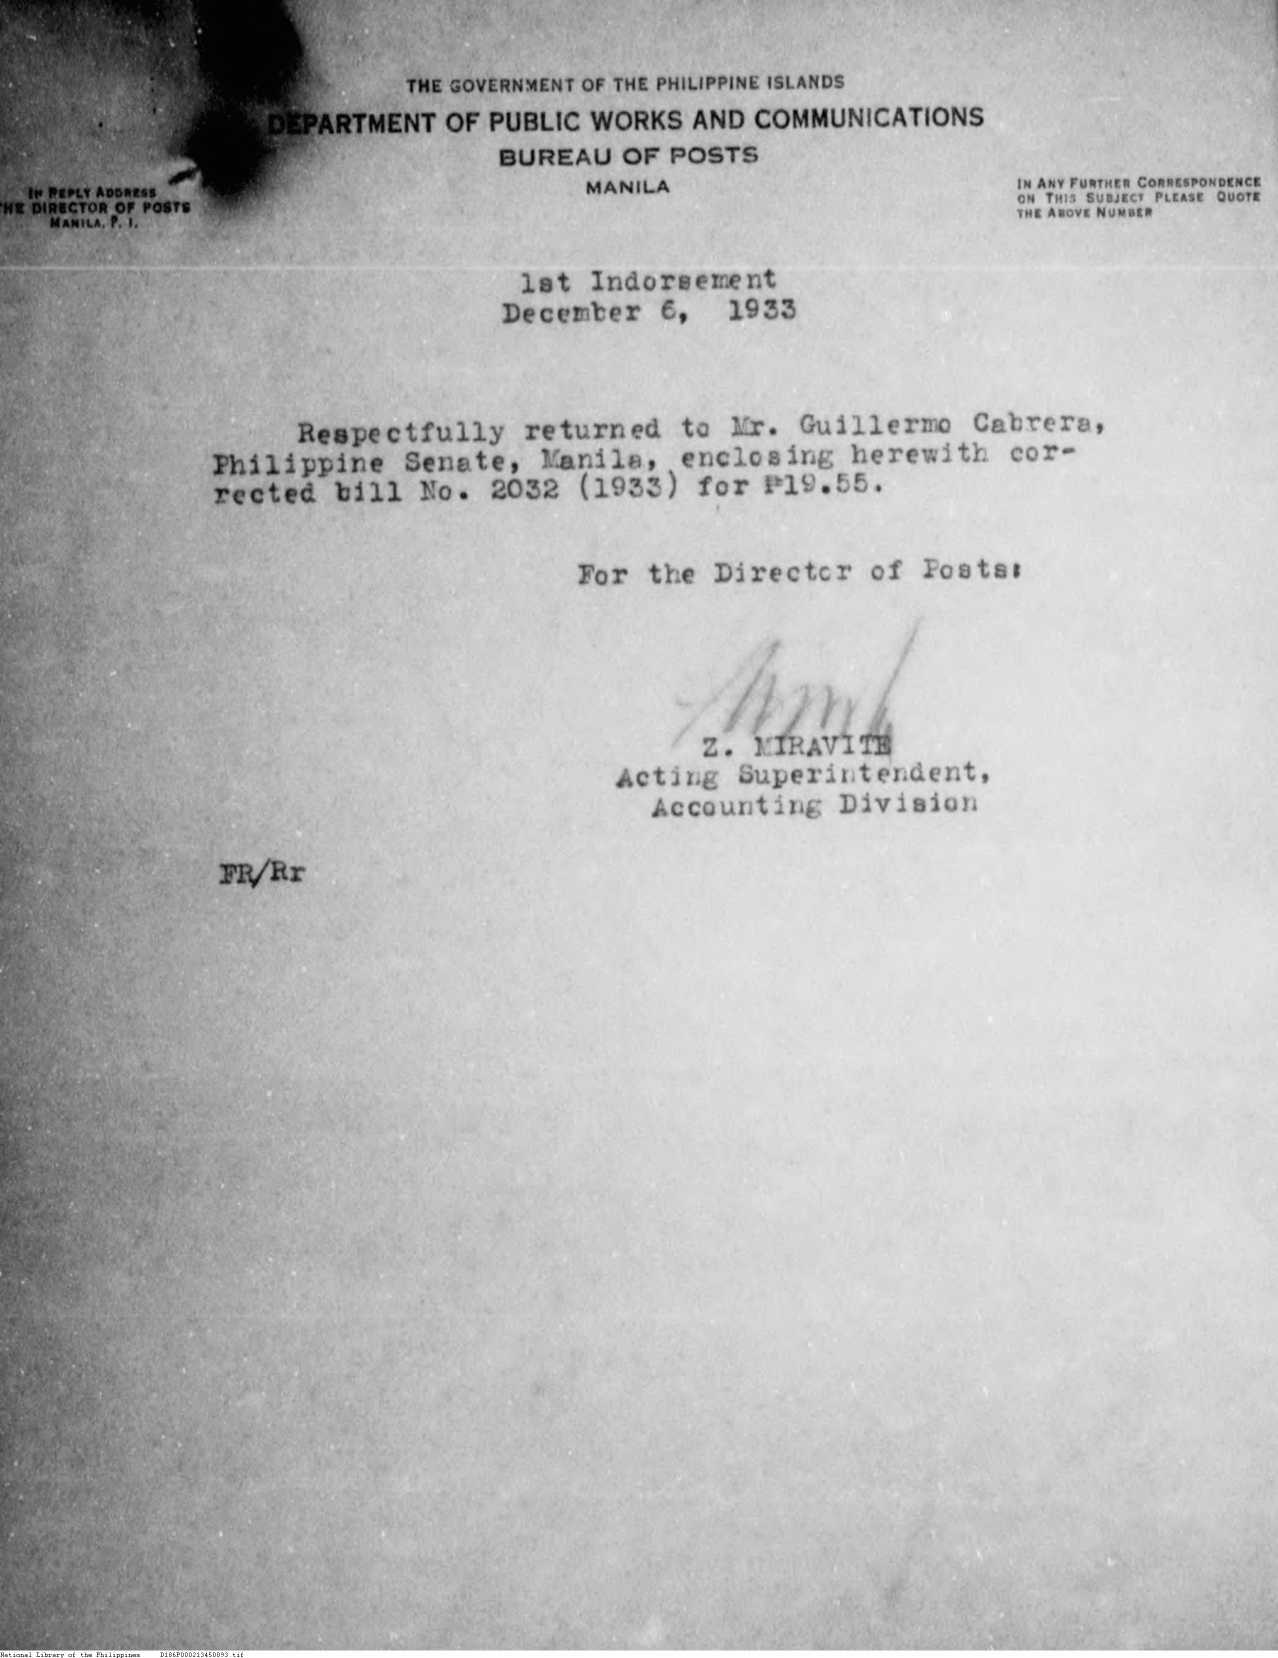 THE GOVERNMENT OF THE PHILIPPINE ISLANDS
DEPARTMENT OF PUBLIC WORKS AND COMMUNICATIONS
BUREAU OF POSTS
MANILA
IN REPLY ADDRESS
THE DIRECTOR OF POSTS
MANILA, P. I.
IN ANY FURTHER CORRESPONDENCE
ON THIS SUBJECT PLEASE QUOTE
THE ABOVE NUMBER
1st Indorsement
December 6, 1933
Respectfully returned to Mr. Guillermo Cabrera,
Philippine Senate, Manila, enclosing herewith cor-
rected bill No. 2032 (1933) for ₱19.55.
For the Director of Posts:
Z. MIRAVITE
Acting Superintendent,
Accounting Division
FR/Rr
National Library of the Philippines D186P00021345D893.tif